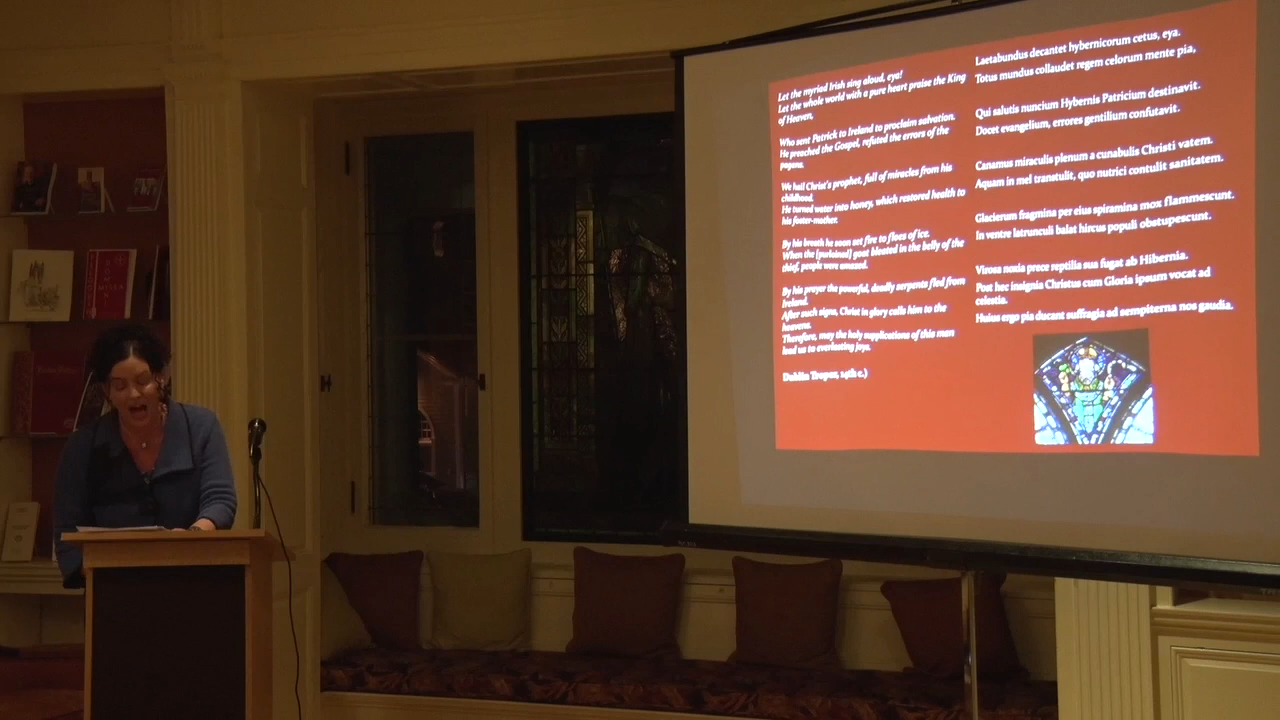 Let the myriad Irish sing aloud, eya!
Let the whole world with a pure heart praise the King
of Heaven,
Who sent Patrick to Ireland to proclaim salvation.
He preached the Gospel, refuted the errors of the
pagans.
We hail Christ's prophet, full of miracles from his
childhood.
He turned water into honey, which restored health to
his foster-mother.
By his breath he soon set fire to floes of ice.
When the [purloined] goat bleated in the belly of the
thief, people were amazed.
By his prayer the powerful, deadly serpents fled from
Ireland.
After such signs, Christ in glory calls him to the
heavens.
Therefore, may the holy supplications of this man
lead us to everlasting joys.
Dublin Troper, 14th c.)
Laetabundus decantet hybernicorum cetus, eya.
Totus mundus collaudet regem celorum mente pia,
Qui salutis nuncium Hybernis Patricium destinavit.
Docet evangelium, errores gentilium confutavit.
Canamus miraculis plenum a cunabulis Christi vatem.
Aquam in mel transtulit, quo nutrici contulit sanitatem.
Glacierum fragmina per eius spiramina mox flammescunt.
In ventre latrunculi balat hircus populi obstupescunt.
Virosa noxia prece reptilia sua fugat ab Hibernia.
Post hec insignia Christus cum Gloria ipsum vocat ad
celestia.
Huius ergo pia ducant suffragia ad sempiterna nos gaudia.